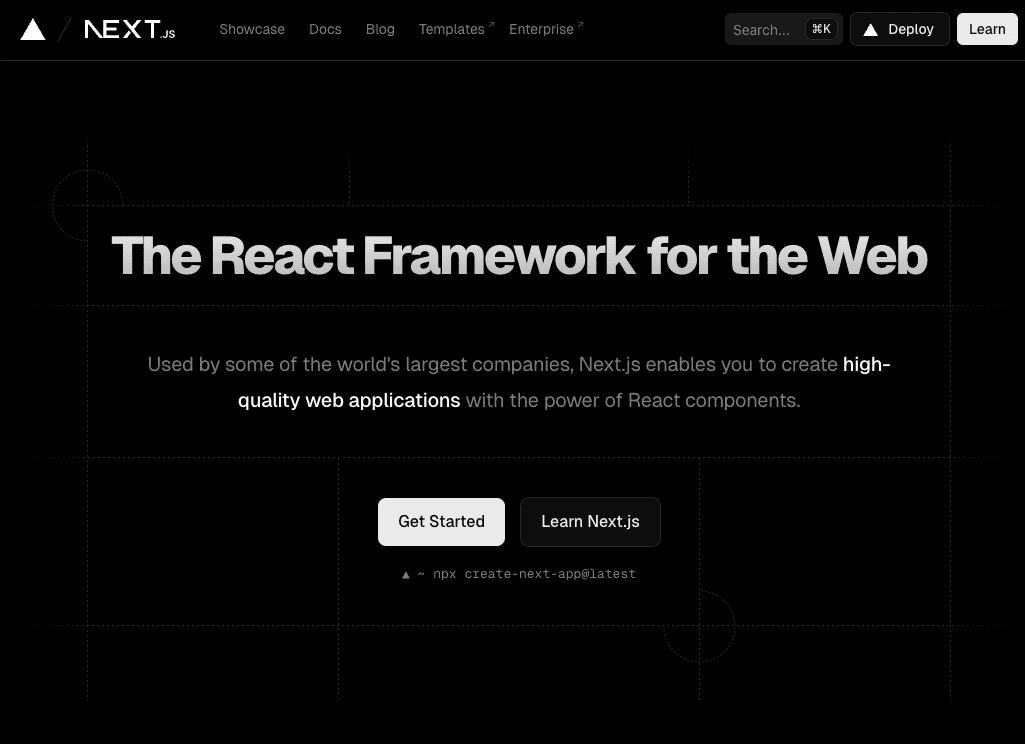 NEXT.JS Showcase Docs Blog Templates↗ Enterprise↗ Search... ⌘K Deploy Learn
The React Framework for the Web
Used by some of the world's largest companies, Next.js enables you to create high-
quality web applications with the power of React components.
Get Started Learn Next.js
▲ ~ npx create-next-app@latest